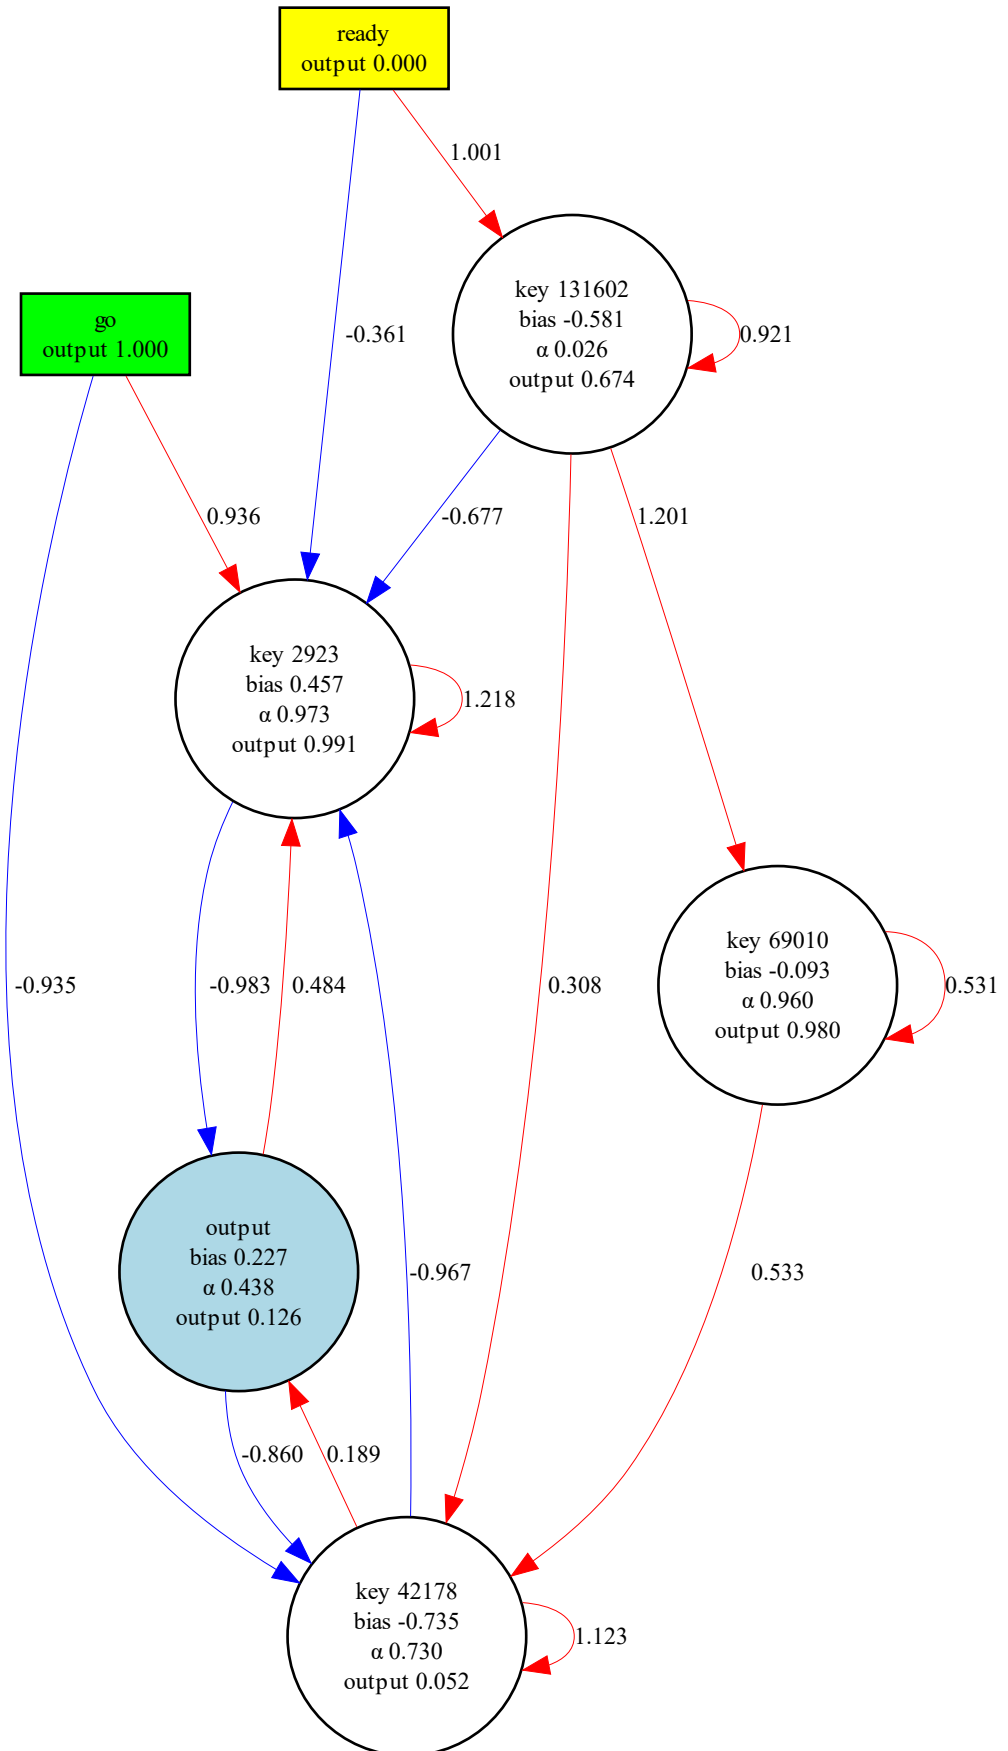 ready
output 0.000
1.001
key 131602
bias -0.581
α 0.026
output 0.674
0.921
-0.361
go
output 1.000
0.936
-0.677
1.201
key 2923
bias 0.457
α 0.973
output 0.991
1.218
key 69010
bias -0.093
α 0.960
output 0.980
0.531
-0.935
-0.983
0.484
0.308
output
bias 0.227
α 0.438
output 0.126
-0.967
0.533
-0.860
0.189
key 42178
bias -0.735
α 0.730
output 0.052
1.123